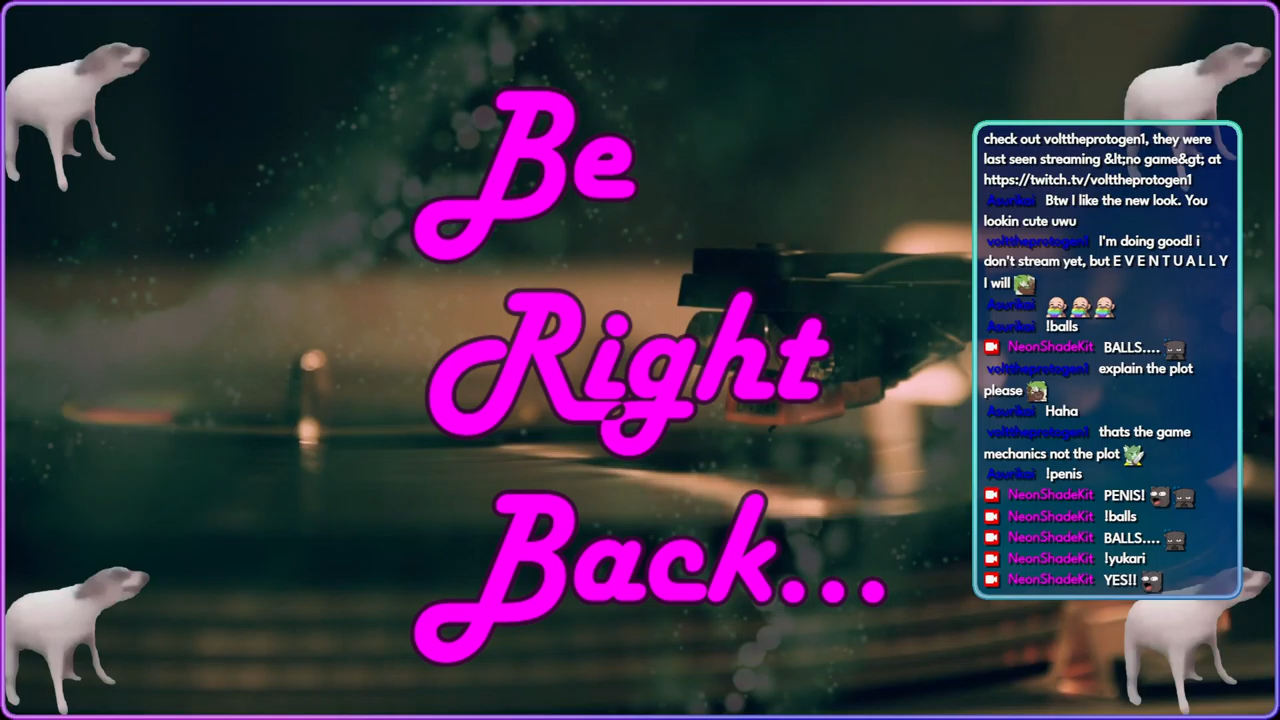 Be
Right
Back...
check out volttheprotogen1, they were
last seen streaming &lt;no game&gt; at
https://twitch.tv/volttheprotogen1
Btw I like the new look. You
lookin cute uwu
volttheprotogen1 I'm doing good! i
don't stream yet, but E V E N T U A L L Y
I will
!balls
NeonShadeKit BALLS....
volttheprotogen1 explain the plot
please
Haha
volttheprotogen1 thats the game
mechanics not the plot
!penis
NeonShadeKit PENIS!
NeonShadeKit !balls
NeonShadeKit BALLS....
NeonShadeKit !yukari
NeonShadeKit YES!!